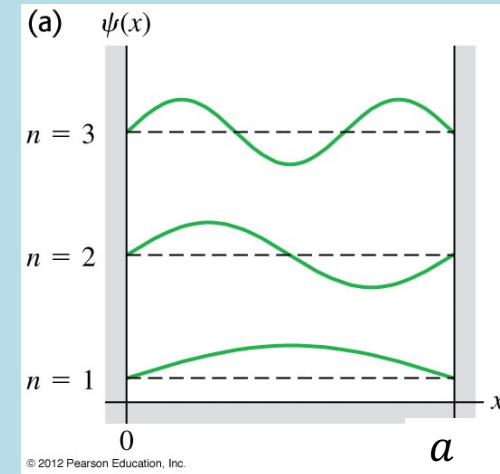 (a) ψ(x)
n = 3
n = 2
n = 1
x
0
a
© 2012 Pearson Education, Inc.